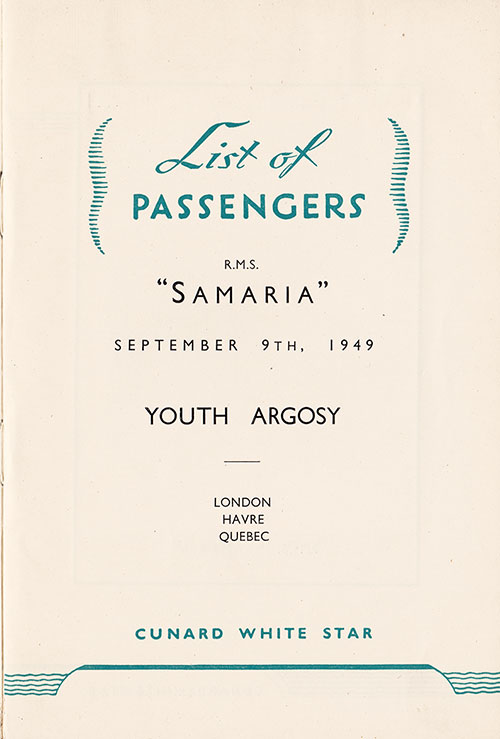 List of
PASSENGERS
R.M.S.
"SAMARIA"
SEPTEMBER 9TH, 1949
YOUTH ARGOSY
LONDON
HAVRE
QUEBEC
CUNARD WHITE STAR